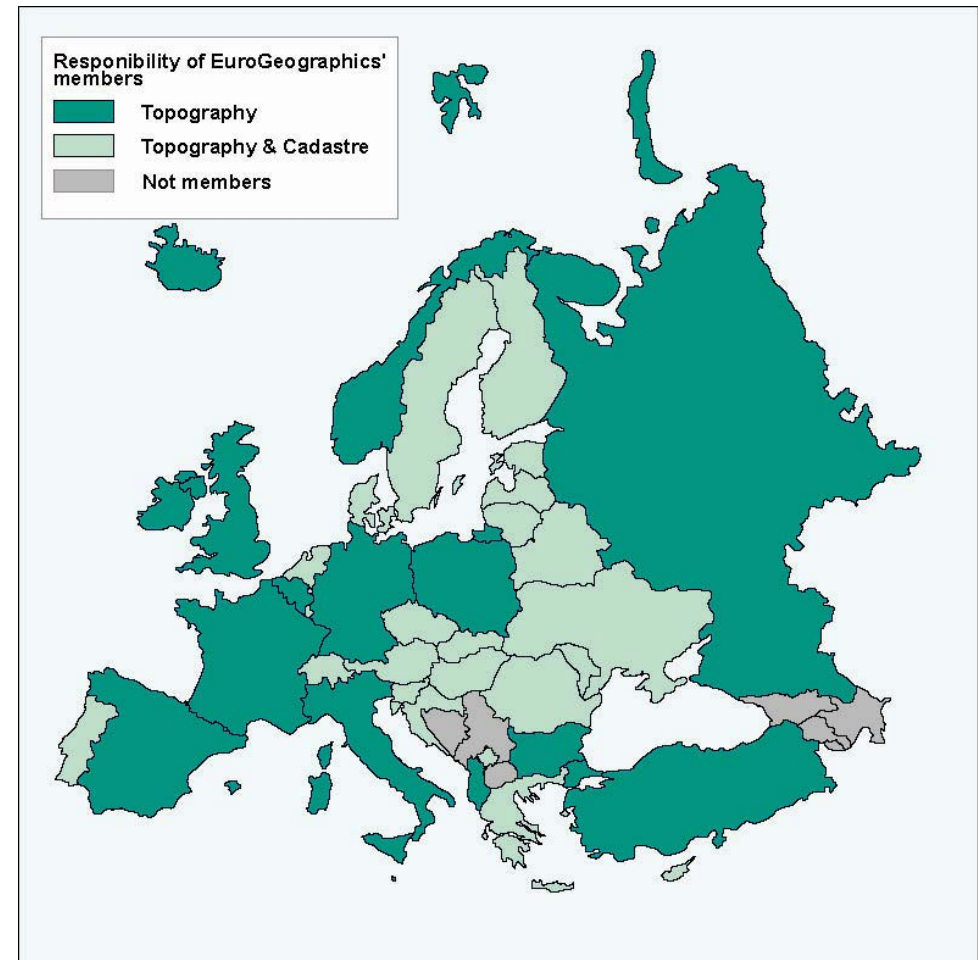 Responibility of EuroGeographics'
members
Topography
Topography & Cadastre
Not members